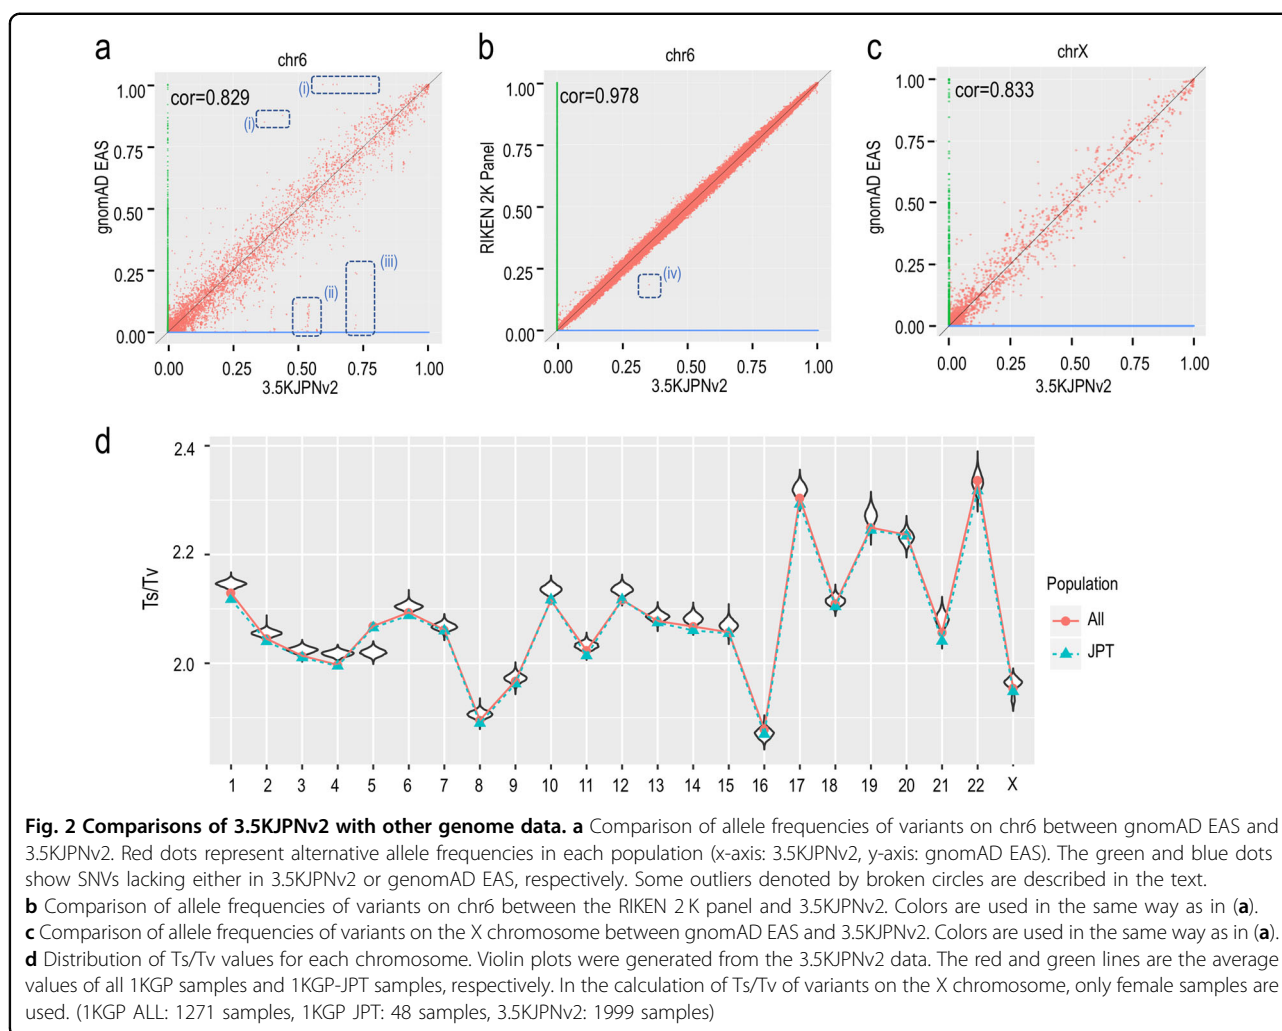 a
chr6
cor=0.829
(i)
(i)
(ii)
(iii)
gnomAD EAS
1.00
0.75
0.50
0.25
0.00
0.00 0.25 0.50 0.75 1.00
3.5KJPNv2
b
chr6
cor=0.978
(iv)
RIKEN 2K Panel
1.00
0.75
0.50
0.25
0.00
0.00 0.25 0.50 0.75 1.00
3.5KJPNv2
c
chrX
cor=0.833
gnomAD EAS
1.00
0.75
0.50
0.25
0.00
0.00 0.25 0.50 0.75 1.00
3.5KJPNv2
d
Ts/Tv
2.4
2.2
2.0
1 2 3 4 5 6 7 8 9 10 11 12 13 14 15 16 17 18 19 20 21 22 X
Population
All
JPT
Fig. 2 Comparisons of 3.5KJPNv2 with other genome data. a Comparison of allele frequencies of variants on chr6 between gnomAD EAS and
3.5KJPNv2. Red dots represent alternative allele frequencies in each population (x-axis: 3.5KJPNv2, y-axis: gnomAD EAS). The green and blue dots
show SNVs lacking either in 3.5KJPNv2 or genomAD EAS, respectively. Some outliers denoted by broken circles are described in the text.
b Comparison of allele frequencies of variants on chr6 between the RIKEN 2 K panel and 3.5KJPNv2. Colors are used in the same way as in (a).
c Comparison of allele frequencies of variants on the X chromosome between gnomAD EAS and 3.5KJPNv2. Colors are used in the same way as in (a).
d Distribution of Ts/Tv values for each chromosome. Violin plots were generated from the 3.5KJPNv2 data. The red and green lines are the average
values of all 1KGP samples and 1KGP-JPT samples, respectively. In the calculation of Ts/Tv of variants on the X chromosome, only female samples are
used. (1KGP ALL: 1271 samples, 1KGP JPT: 48 samples, 3.5KJPNv2: 1999 samples)